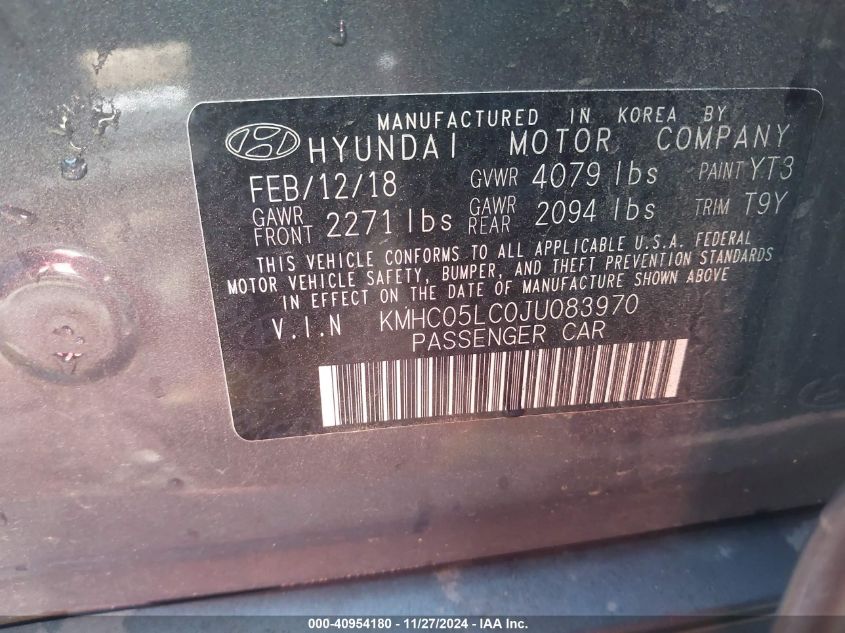 MANUFACTURED IN KOREA BY
HYUNDAI MOTOR COMPANY
FEB/12/18 GVWR 4079 lbs PAINT YT3
GAWR FRONT 2271 lbs GAWR REAR 2094 lbs TRIM T9Y
THIS VEHICLE CONFORMS TO ALL APPLICABLE U.S.A. FEDERAL
MOTOR VEHICLE SAFETY, BUMPER, AND THEFT PREVENTION STANDARDS
IN EFFECT ON THE DATE OF MANUFACTURE SHOWN ABOVE
V.I.N KMHC05LC0JU083970
PASSENGER CAR
000-40954180 - 11/27/2024 - IAA Inc.